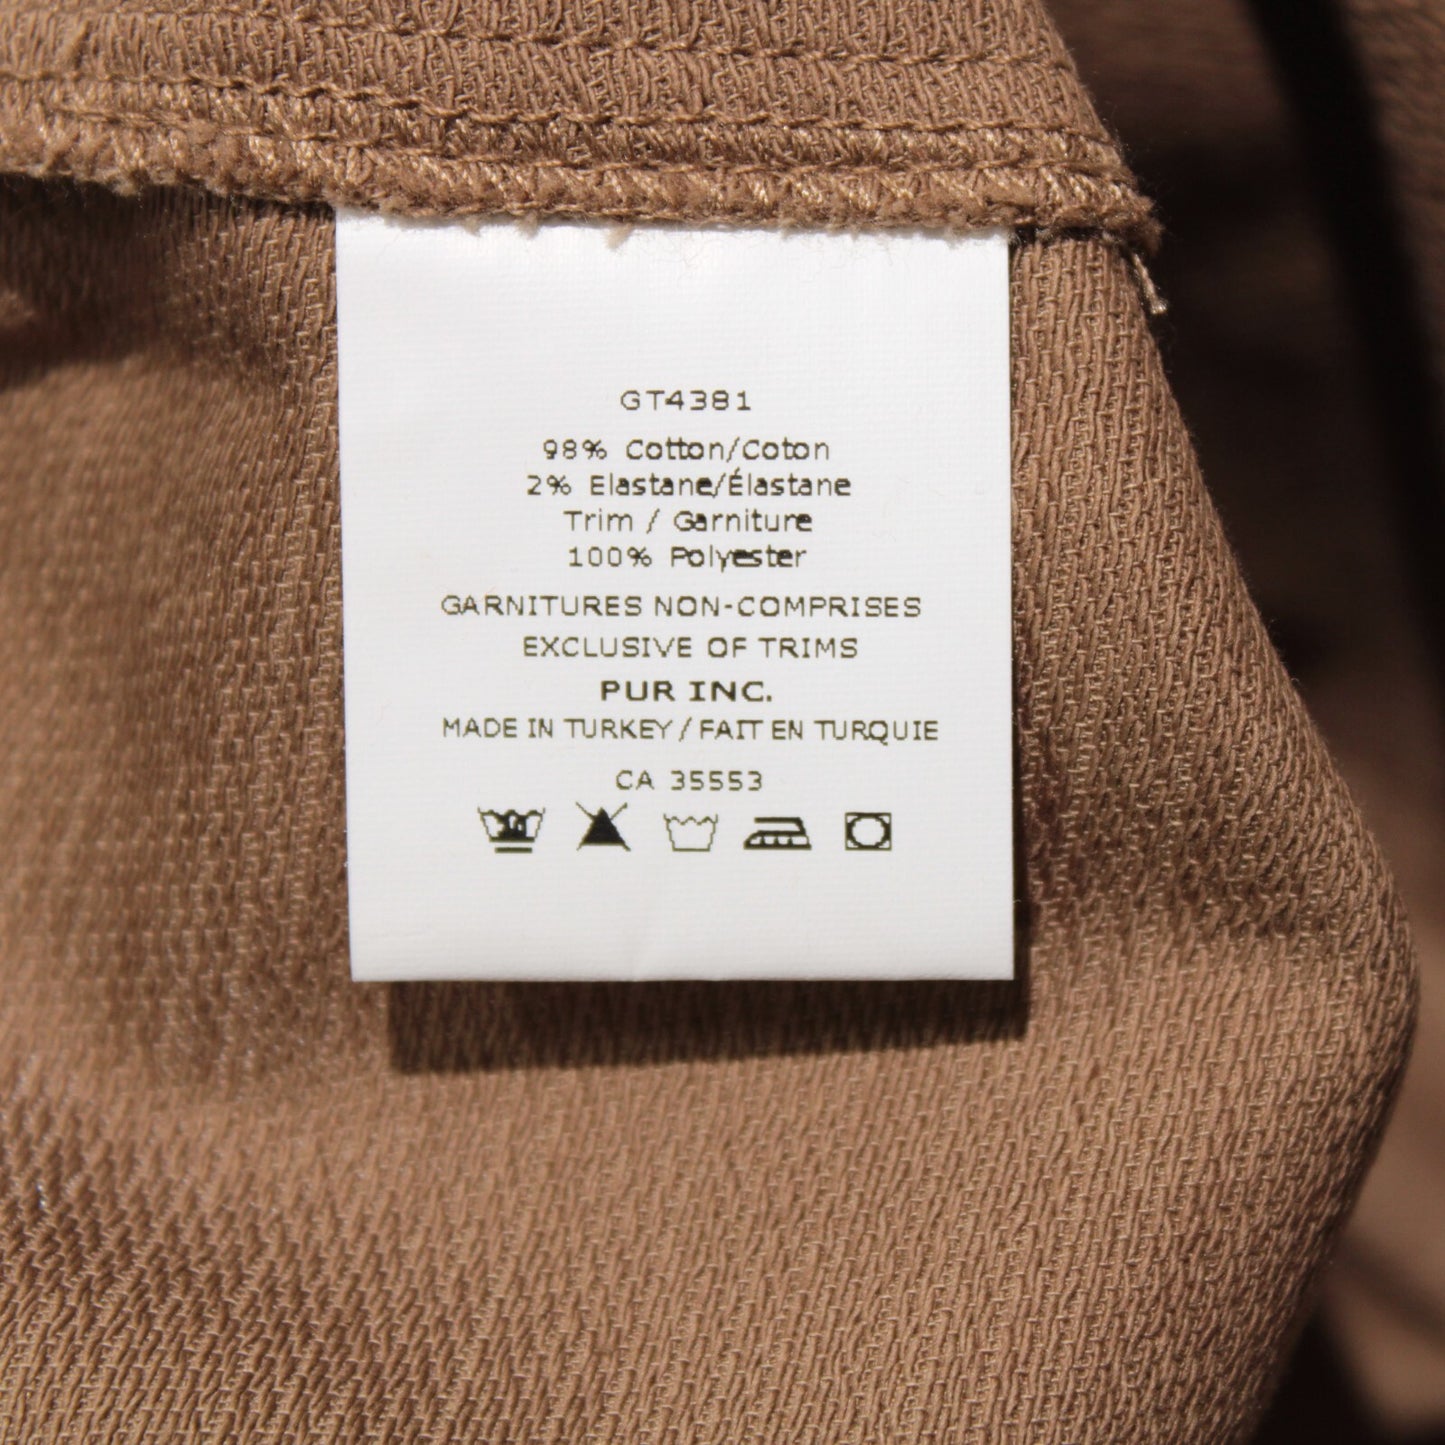 GT4381
98% Cotton/Coton
2% Elastane/Élastane
Trim / Garniture
100% Polyester
GARNITURES NON-COMPRISES
EXCLUSIVE OF TRIMS
PUR INC.
MADE IN TURKEY / FAIT EN TURQUIE
CA 35553